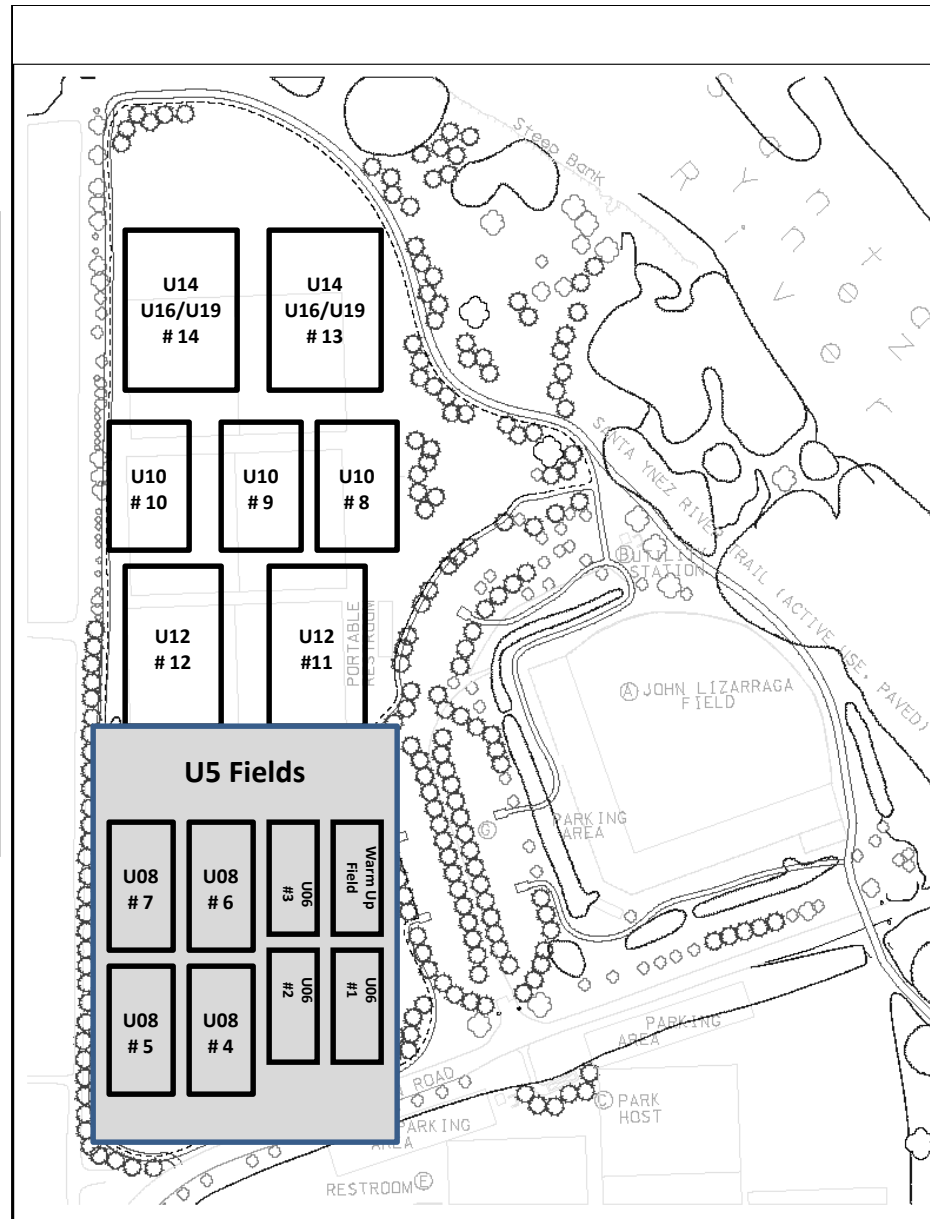 Steep Bank
Santa Ynez
River
U14
U16/U19
# 14
U14
U16/U19
# 13
U10
# 10
U10
# 9
U10
# 8
SANTA YNEZ RIVER TRAIL (ACTIVE USE, PAVED)
B UTILITY
STATION
U12
# 12
U12
#11
PORTABLE
RESTROOM
A JOHN LIZARRAGA
FIELD
U5 Fields
G
PARKING
AREA
U08
# 7
U08
# 6
U06
#3
Warm Up
Field
U08
# 5
U08
# 4
U06
#2
U06
#1
PARKING
AREA
ROAD
C PARK
HOST
PARKING
AREA
RESTROOM E